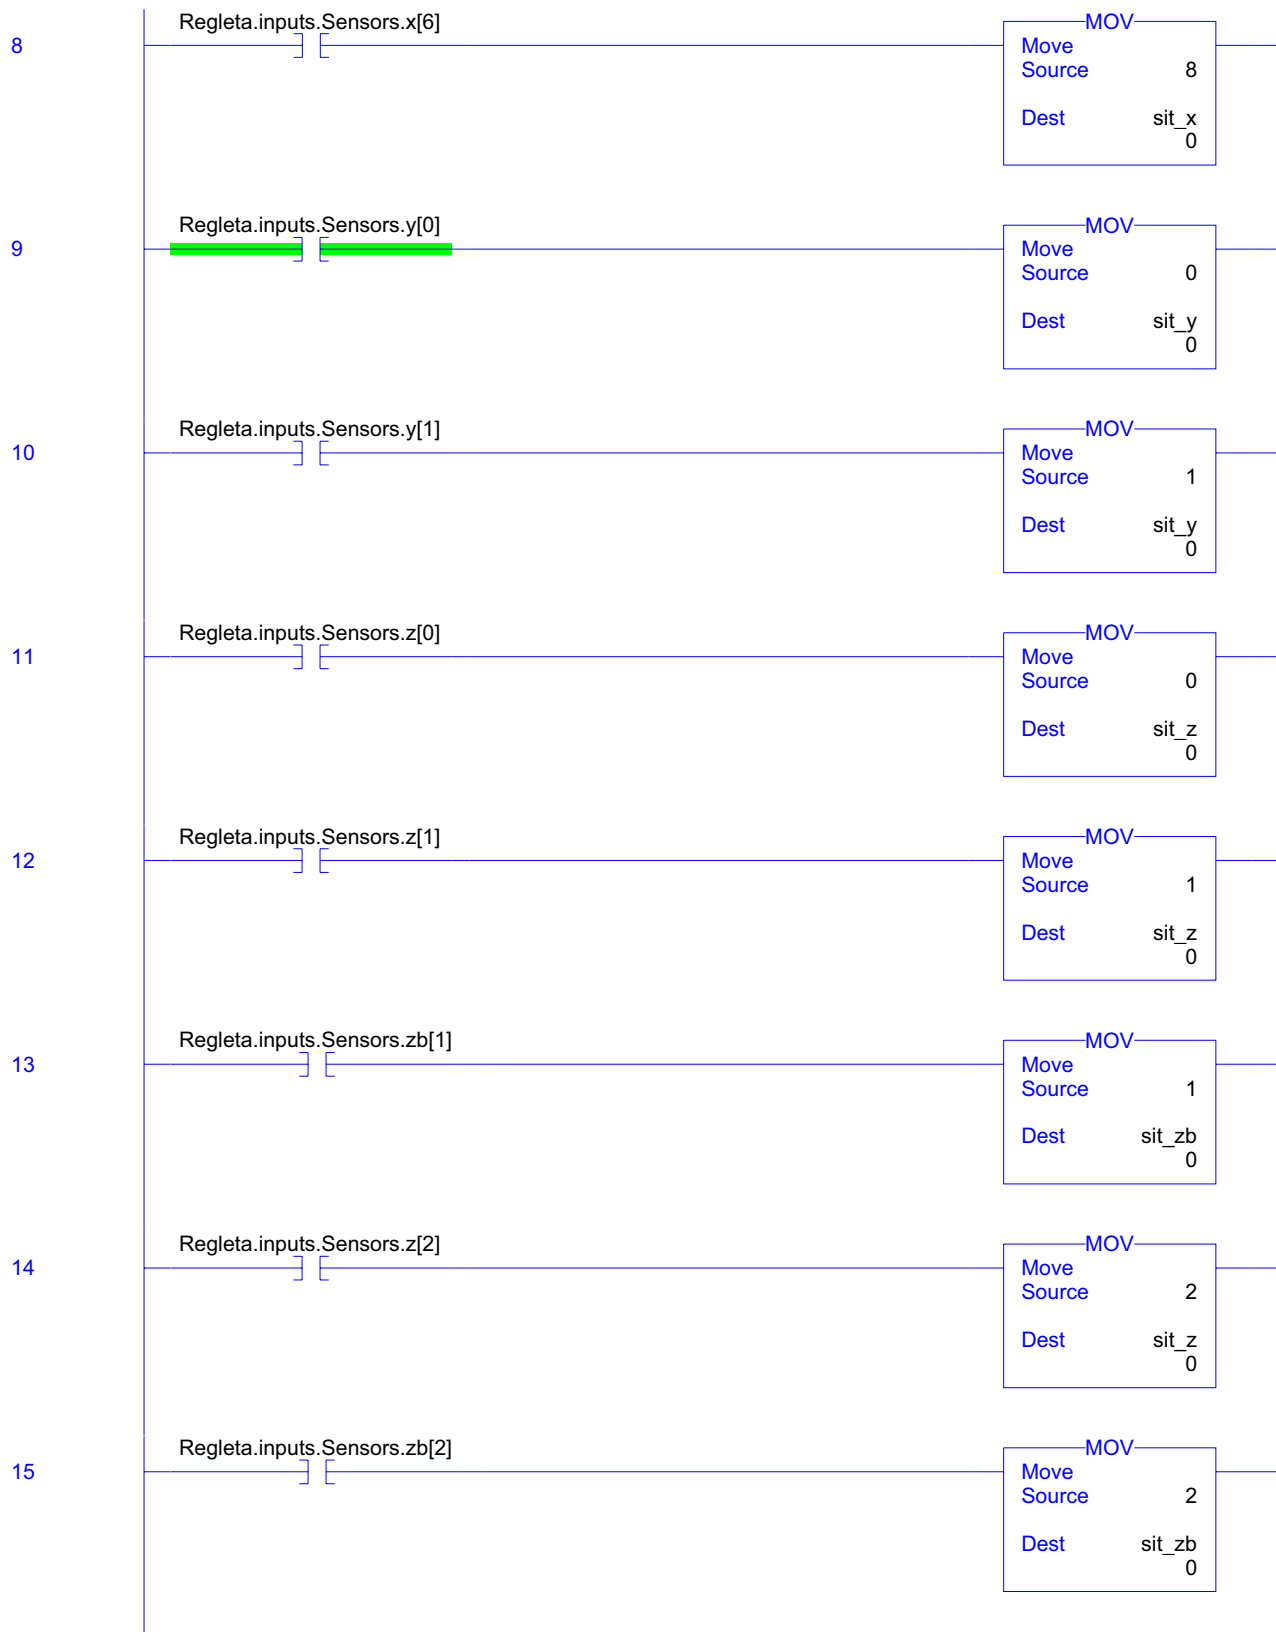 Regleta.inputs.Sensors.x[6]
MOV
8
Move
Source 8
Dest sit_x
0
Regleta.inputs.Sensors.y[0]
MOV
9
Move
Source 0
Dest sit_y
0
Regleta.inputs.Sensors.y[1]
MOV
10
Move
Source 1
Dest sit_y
0
Regleta.inputs.Sensors.z[0]
MOV
11
Move
Source 0
Dest sit_z
0
Regleta.inputs.Sensors.z[1]
MOV
12
Move
Source 1
Dest sit_z
0
Regleta.inputs.Sensors.zb[1]
MOV
13
Move
Source 1
Dest sit_zb
0
Regleta.inputs.Sensors.z[2]
MOV
14
Move
Source 2
Dest sit_z
0
Regleta.inputs.Sensors.zb[2]
MOV
15
Move
Source 2
Dest sit_zb
0